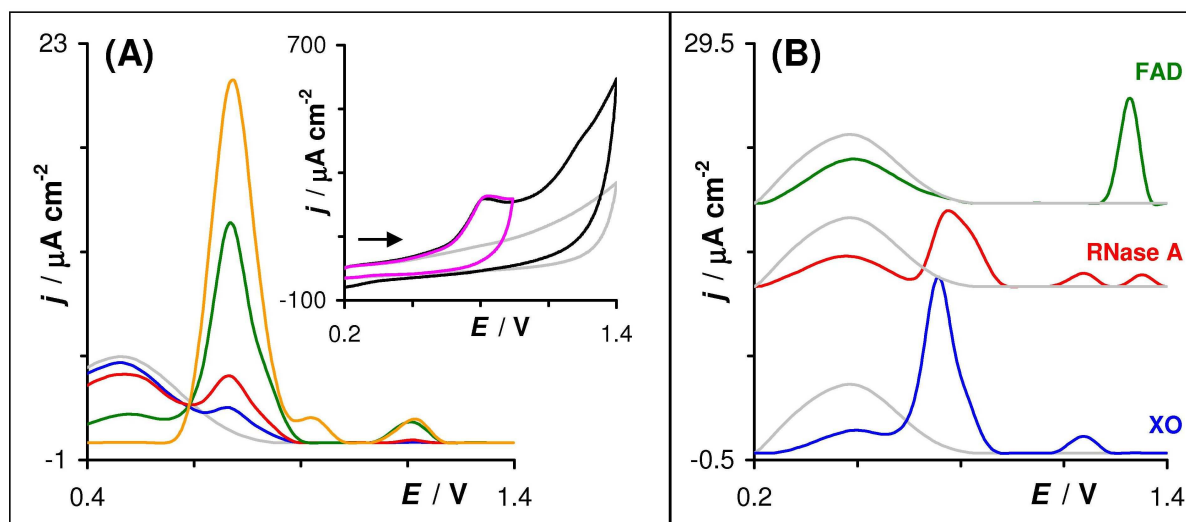 (A)
23
j / µA cm-2
-1
0.4
E / V
1.4
700
j / µA cm-2
-100
0.2
E / V
1.4
(B)
29.5
j / µA cm-2
-0.5
0.2
E / V
1.4
FAD
RNase A
XO